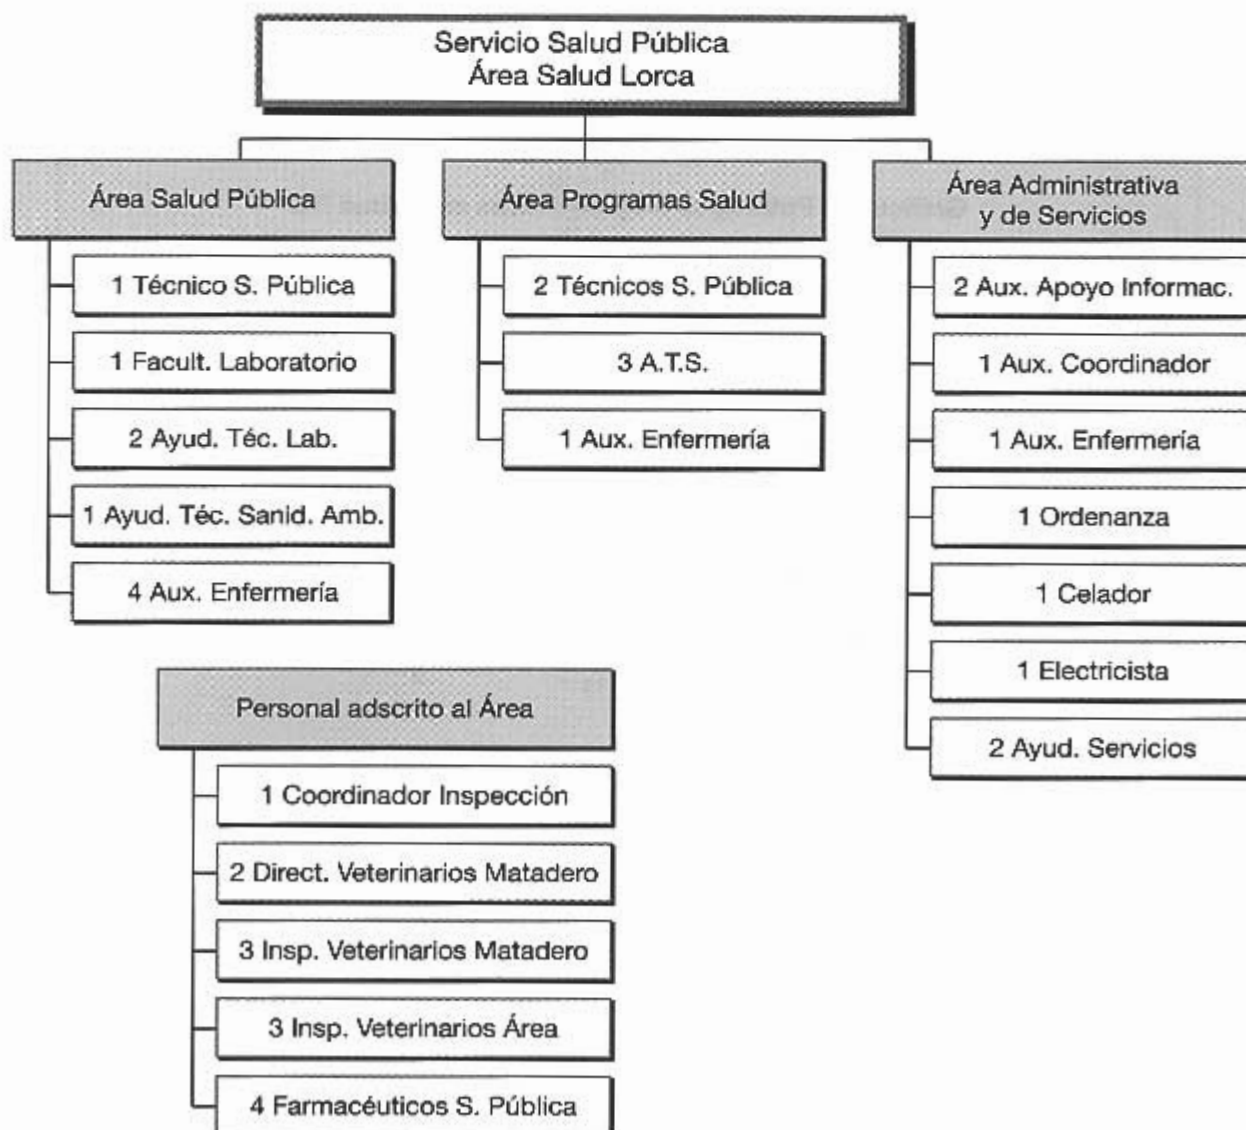 Servicio Salud Pública
Área Salud Lorca
Área Salud Pública
1 Técnico S. Pública
1 Facult. Laboratorio
2 Ayud. Téc. Lab.
1 Ayud. Téc. Sanid. Amb.
4 Aux. Enfermería
Área Programas Salud
2 Técnicos S. Pública
3 A.T.S.
1 Aux. Enfermería
Área Administrativa
y de Servicios
2 Aux. Apoyo Informac.
1 Aux. Coordinador
1 Aux. Enfermería
1 Ordenanza
1 Celador
1 Electricista
2 Ayud. Servicios
Personal adscrito al Área
1 Coordinador Inspección
2 Direct. Veterinarios Matadero
3 Insp. Veterinarios Matadero
3 Insp. Veterinarios Área
4 Farmacéuticos S. Pública